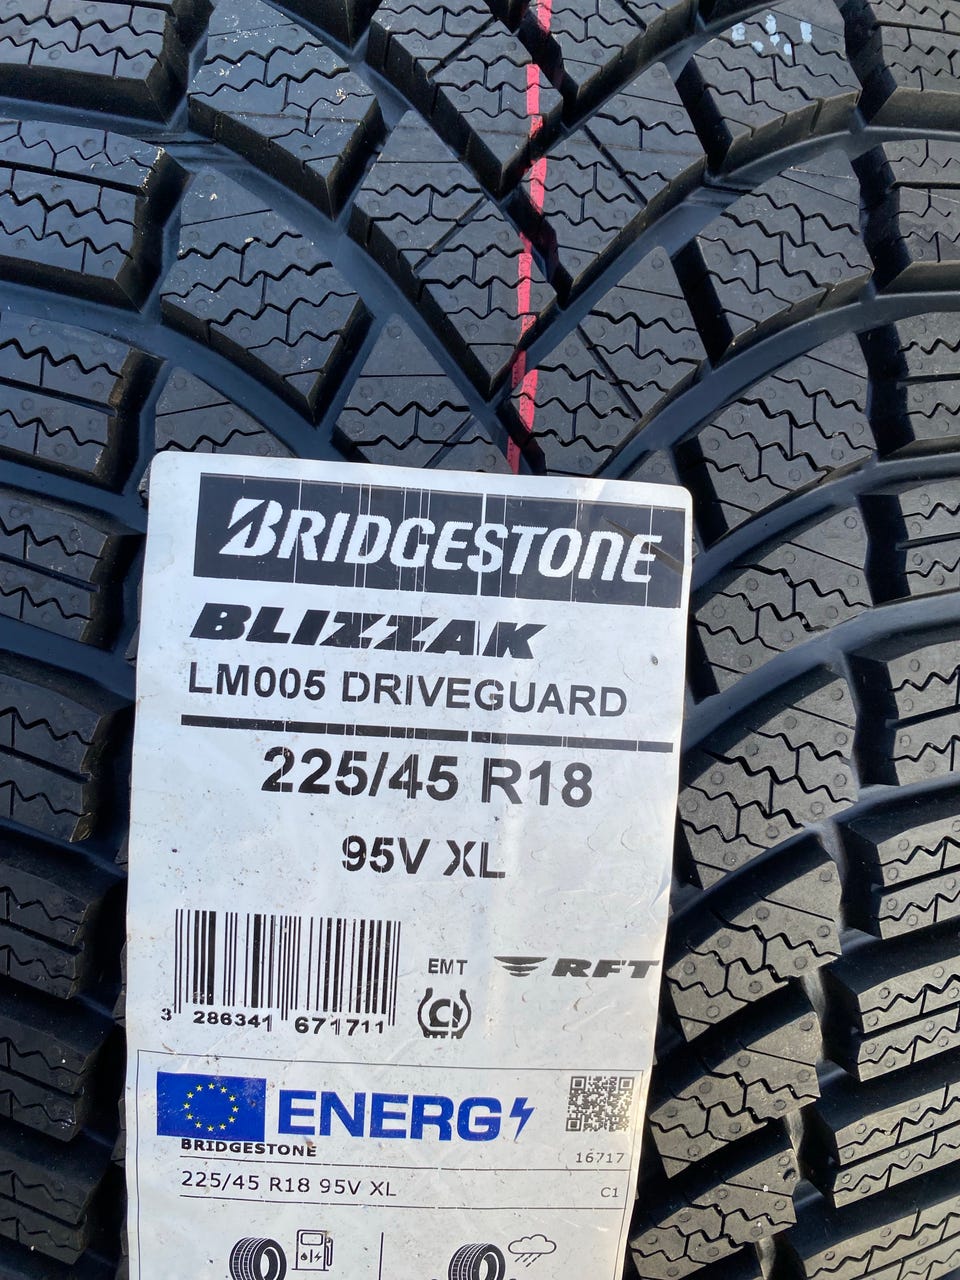 BRIDGESTONE
BLIZZAK
LM005 DRIVEGUARD
225/45 R18
95V XL
EMT
RFT
3 286341 671711
ENERG
BRIDGESTONE
16717
225/45 R18 95V XL
C1